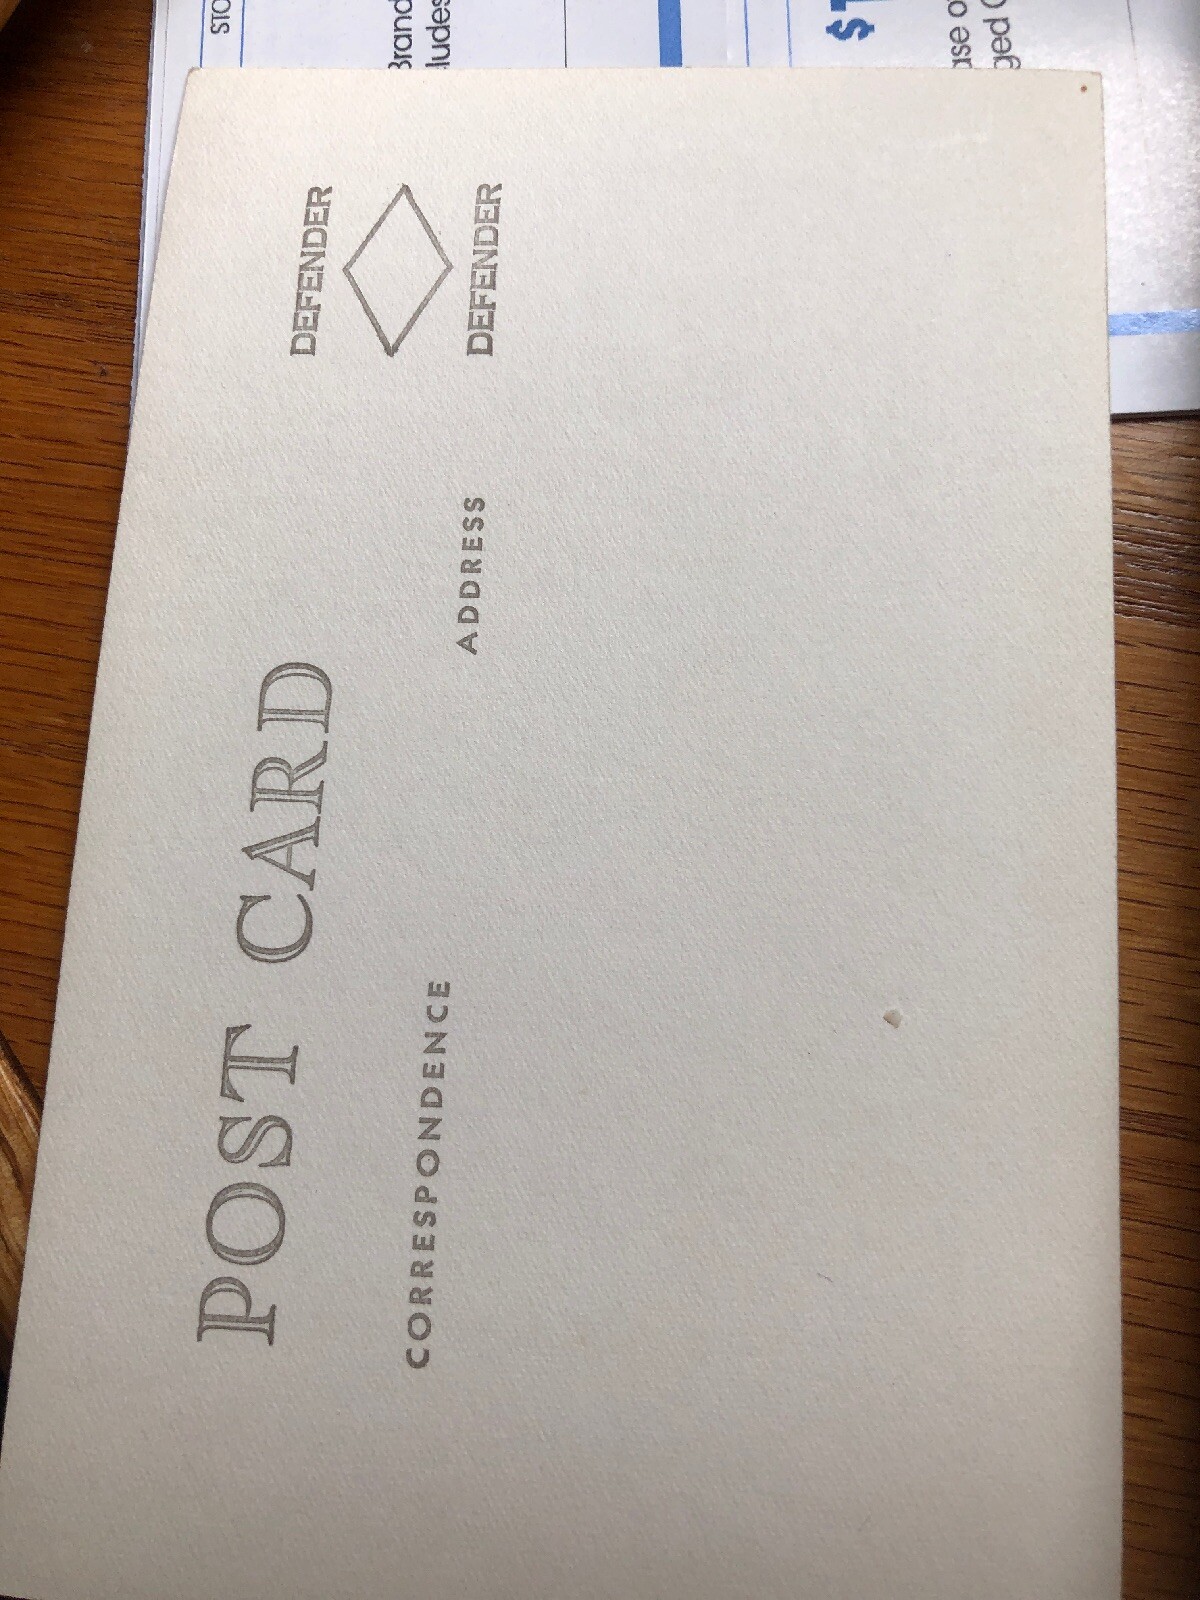 POST CARD
DEFENDER
DEFENDER
CORRESPONDENCE
ADDRESS
$